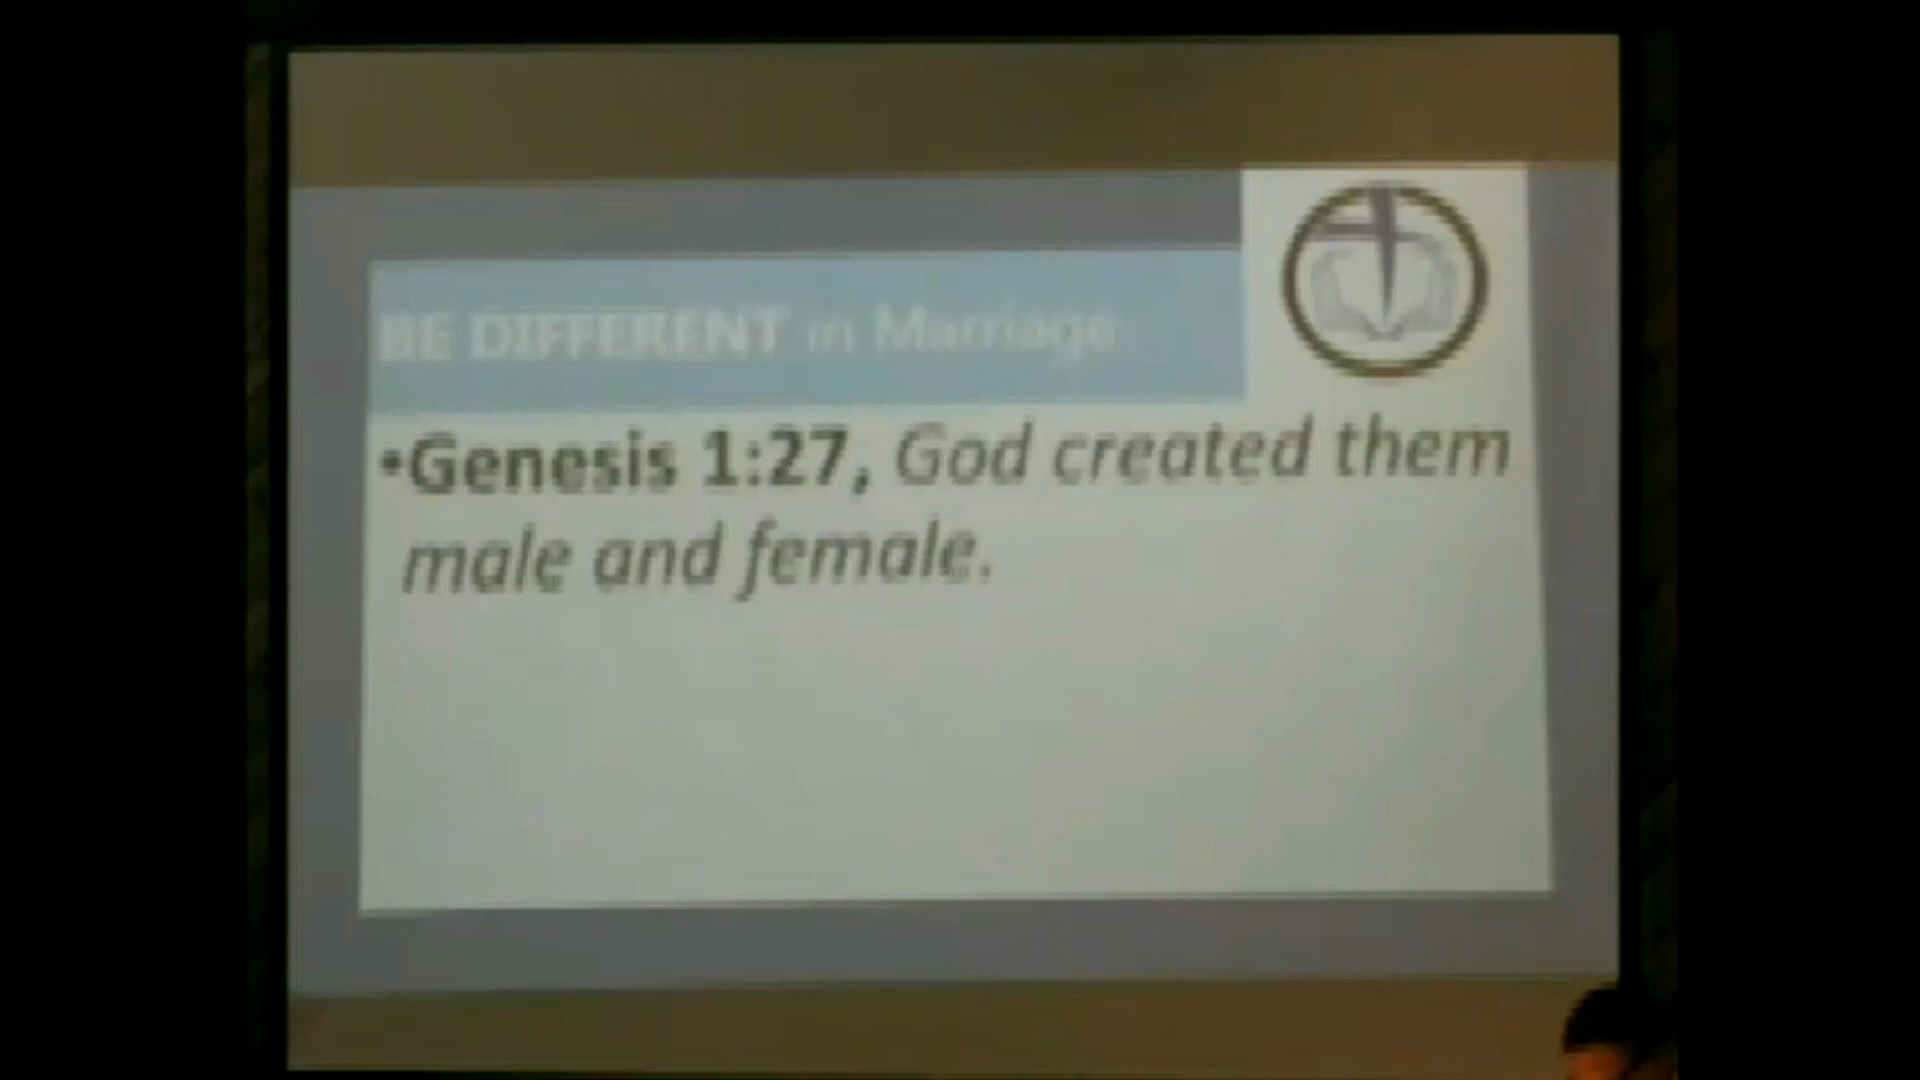 BE DIFFERENT in Marriage
•Genesis 1:27, God created them
male and female.